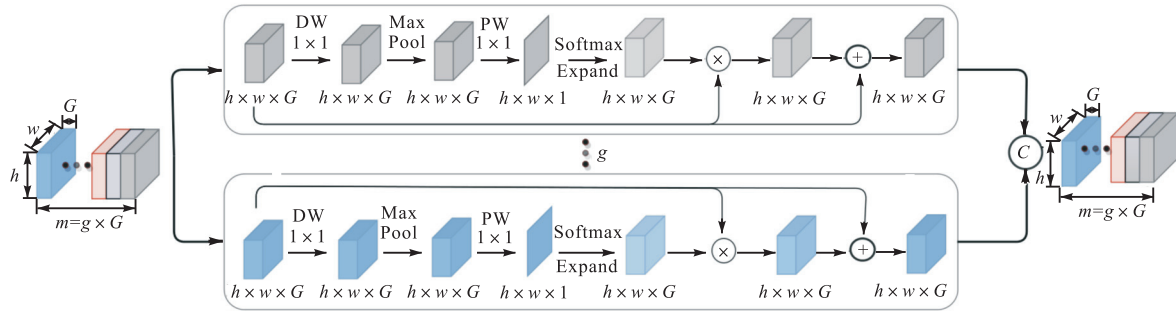 DW
1 × 1
Max
Pool
PW
1 × 1
Softmax
Expand
×
+
h × w × G
h × w × G
h × w × G
h × w × 1
h × w × G
h × w × G
h × w × G
G
w
h
m=g × G
g
C
G
w
h
m=g × G
DW
1 × 1
Max
Pool
PW
1 × 1
Softmax
Expand
×
+
h × w × G
h × w × G
h × w × G
h × w × 1
h × w × G
h × w × G
h × w × G